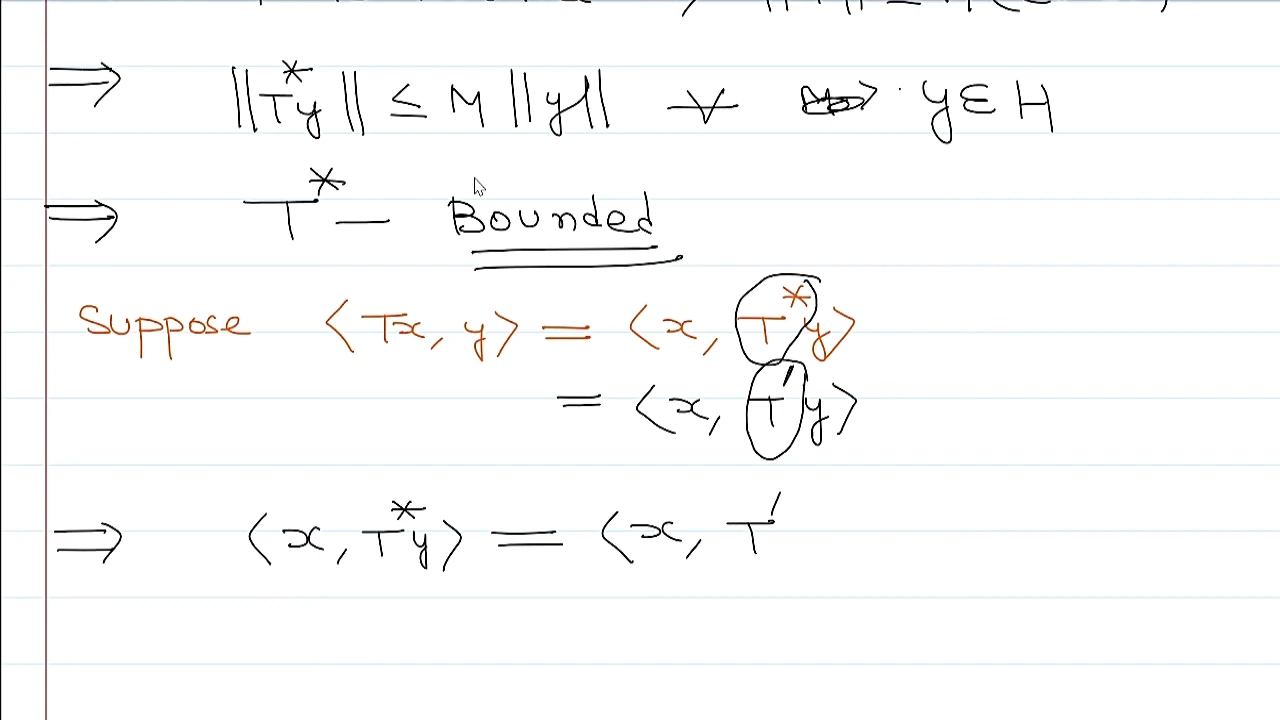 ⇒ ||T*y|| ≤ M ||y|| ∀ y ∈ H
⇒ T* – Bounded
Suppose ⟨Tx, y⟩ = ⟨x, T*y⟩
= ⟨x, T'y⟩
⇒ ⟨x, T*y⟩ = ⟨x, T'